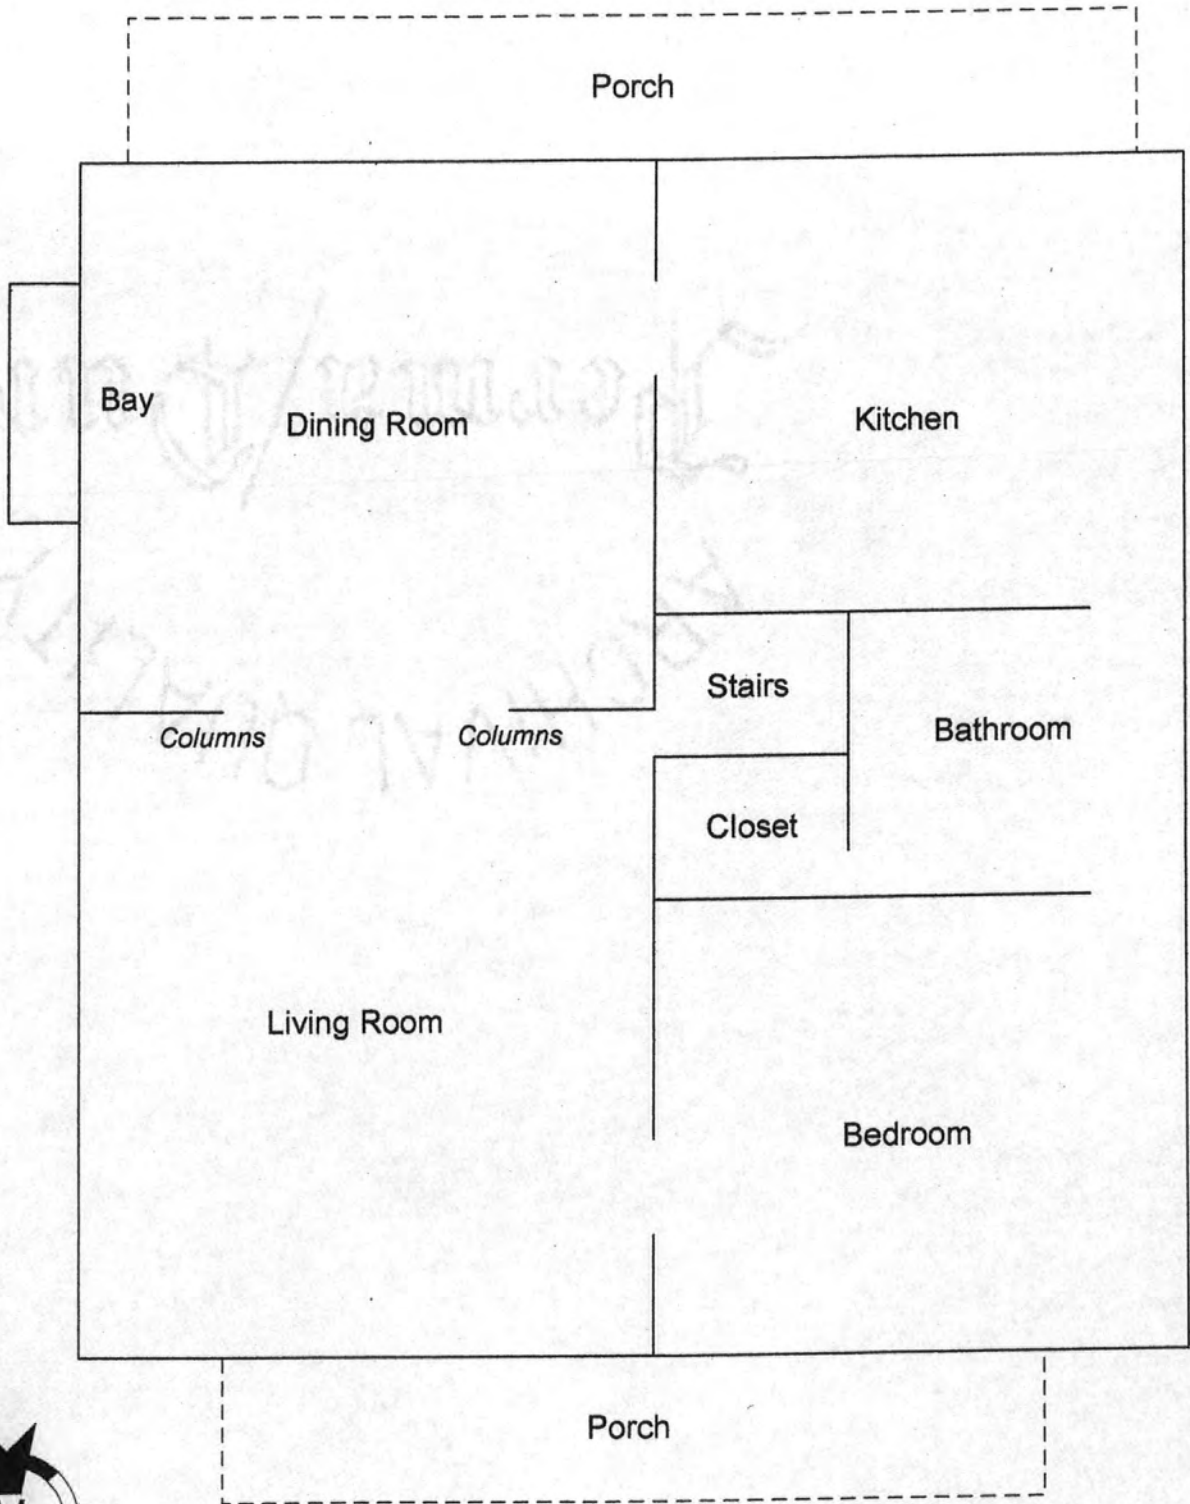 Porch
Bay
Dining Room
Kitchen
Stairs
Columns
Columns
Bathroom
Closet
Living Room
Bedroom
Porch